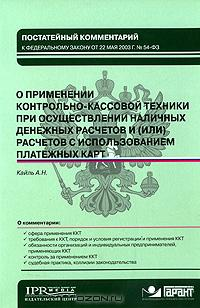 ПОСТАТЕЙНЫЙ КОММЕНТАРИЙ
К ФЕДЕРАЛЬНОМУ ЗАКОНУ ОТ 22 МАЯ 2003 Г. № 54-ФЗ
О ПРИМЕНЕНИИ
КОНТРОЛЬНО-КАССОВОЙ ТЕХНИКИ
ПРИ ОСУЩЕСТВЛЕНИИ НАЛИЧНЫХ
ДЕНЕЖНЫХ РАСЧЕТОВ И (ИЛИ)
РАСЧЕТОВ С ИСПОЛЬЗОВАНИЕМ
ПЛАТЕЖНЫХ КАРТ
Кайль А.Н.
О комментарии:
✓ сфера применения ККТ
✓ требования к ККТ, порядок и условия регистрации и применения ККТ
✓ обязанности организаций и индивидуальных предпринимателей,
применяющих ККТ
✓ контроль за применением ККТ
✓ судебная практика, коллизии законодательства
IPR MEDIA
ИЗДАТЕЛЬСКИЙ ЦЕНТР
ГАРАНТ
OZON.ru